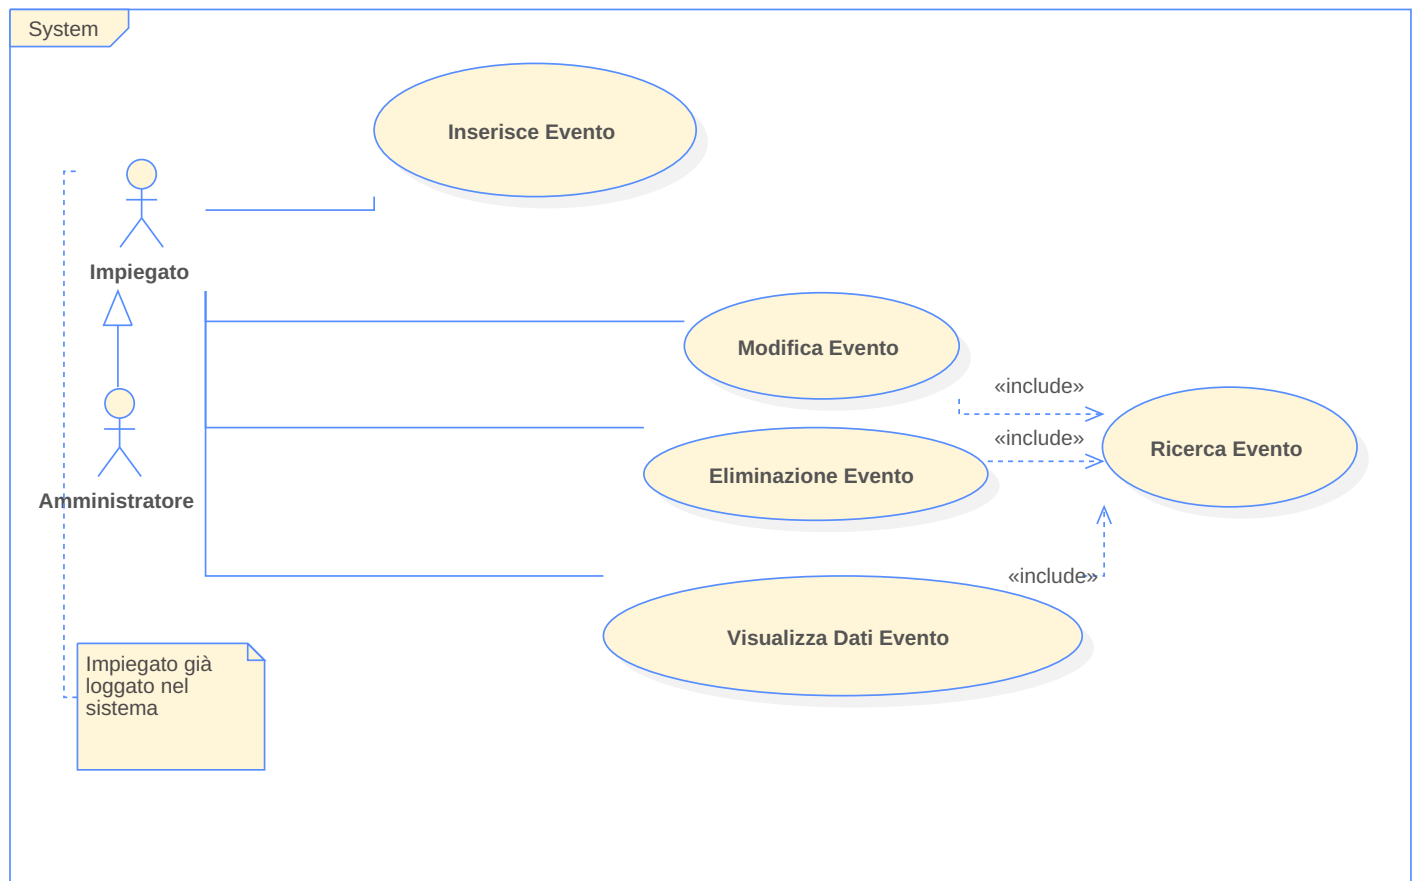 System
Inserisce Evento
Impiegato
Modifica Evento
«include»
«include»
Ricerca Evento
Eliminazione Evento
Amministratore
«include»
Visualizza Dati Evento
Impiegato già
loggato nel
sistema